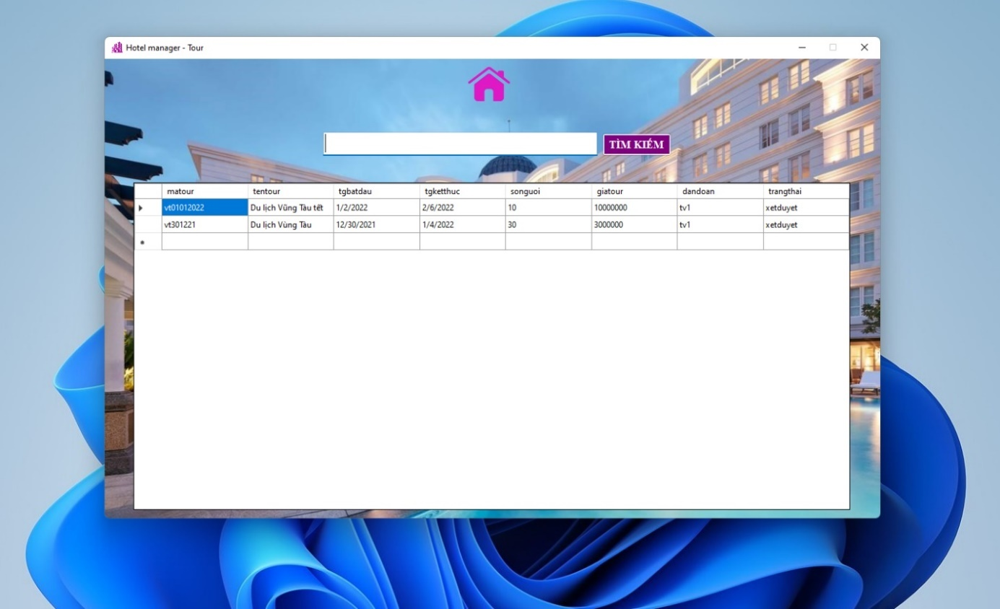 Hotel manager - Tour
TÌM KIẾM
matour tentour tgbatdau tgketthuc songuoi giatour dandoan trangthai
vt01012022 Du lịch Vũng Tàu tết 1/2/2022 2/6/2022 10 10000000 tv1 xetduyet
vt301221 Du lịch Vũng Tàu 12/30/2021 1/4/2022 30 3000000 tv1 xetduyet